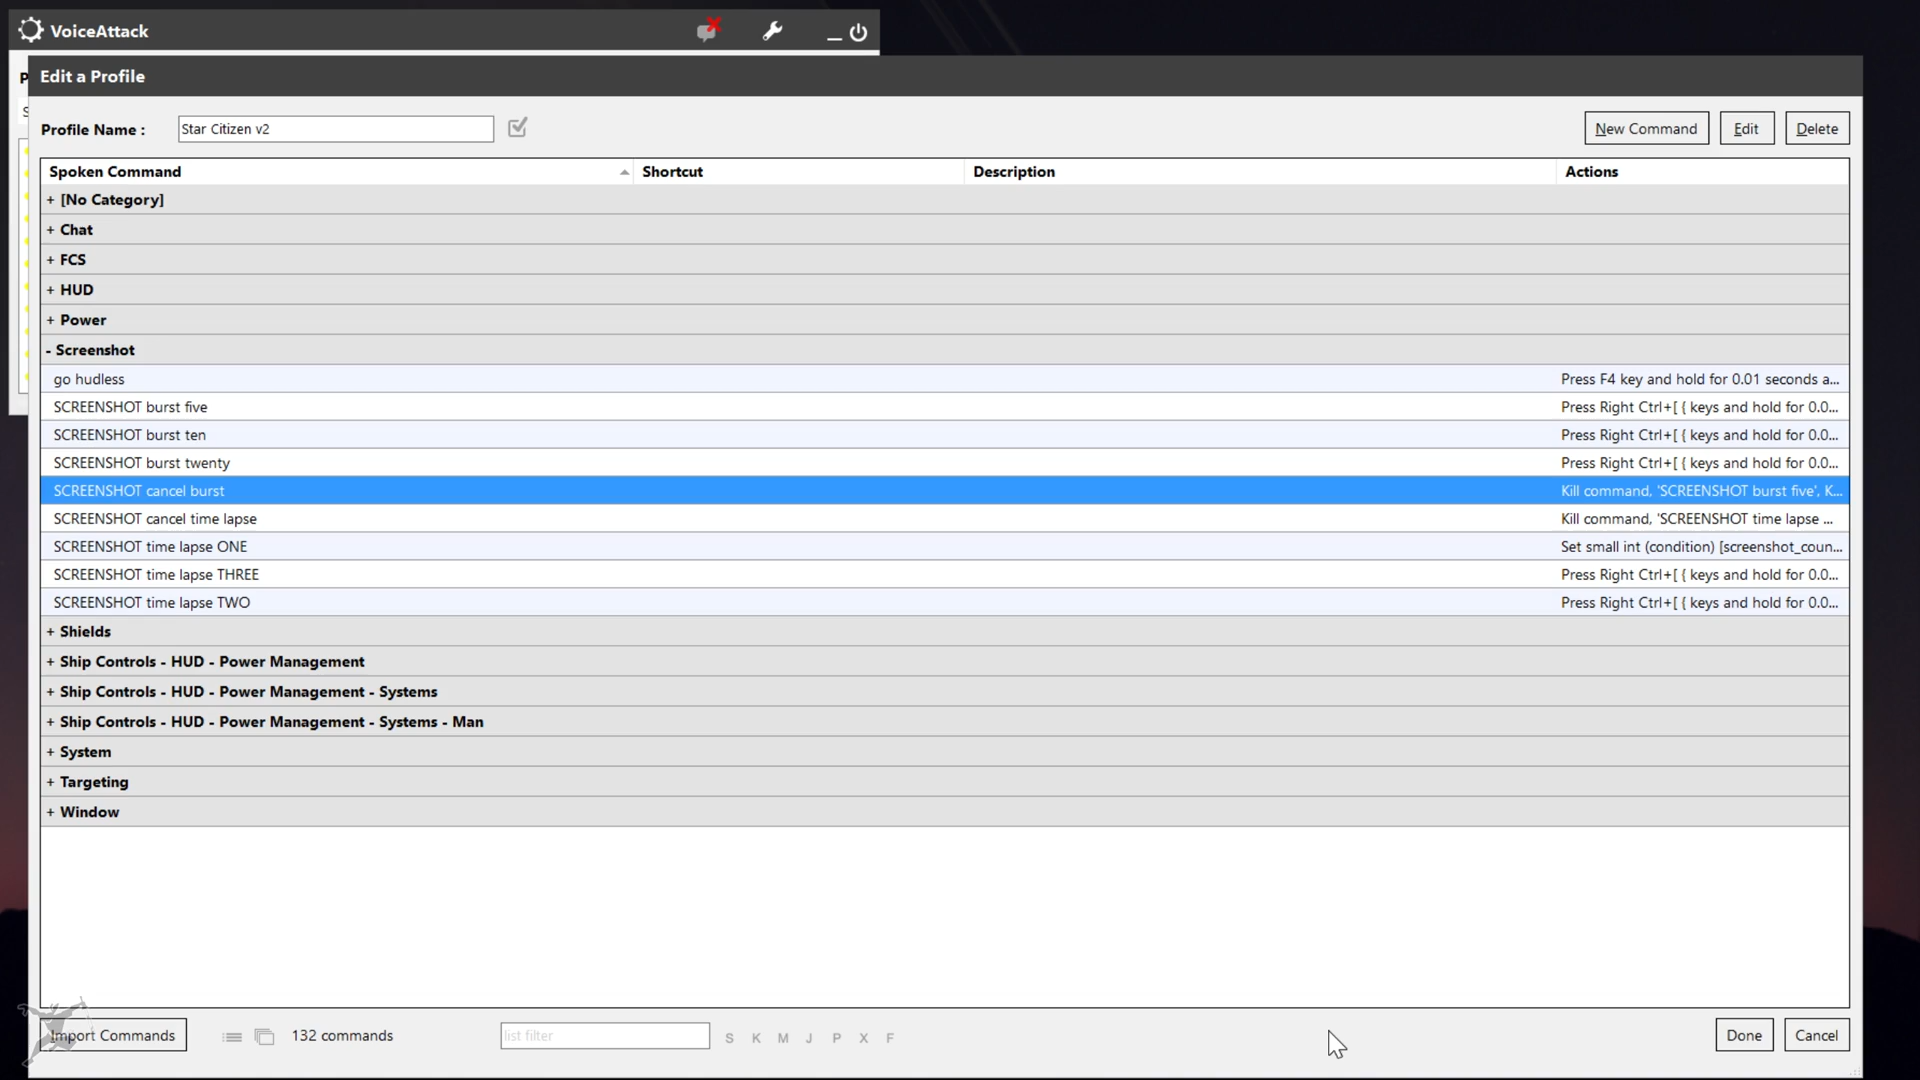 VoiceAttack
Edit a Profile
Profile Name :
Star Citizen v2
New Command
Edit
Delete
Spoken Command Shortcut Description Actions
+ [No Category]
+ Chat
+ FCS
+ HUD
+ Power
- Screenshot
go hudless Press F4 key and hold for 0.01 seconds a...
SCREENSHOT burst five Press Right Ctrl+[ { keys and hold for 0.0...
SCREENSHOT burst ten Press Right Ctrl+[ { keys and hold for 0.0...
SCREENSHOT burst twenty Press Right Ctrl+[ { keys and hold for 0.0...
SCREENSHOT cancel burst Kill command, 'SCREENSHOT burst five', K...
SCREENSHOT cancel time lapse Kill command, 'SCREENSHOT time lapse ...
SCREENSHOT time lapse ONE Set small int (condition) [screenshot_coun...
SCREENSHOT time lapse THREE Press Right Ctrl+[ { keys and hold for 0.0...
SCREENSHOT time lapse TWO Press Right Ctrl+[ { keys and hold for 0.0...
+ Shields
+ Ship Controls - HUD - Power Management
+ Ship Controls - HUD - Power Management - Systems
+ Ship Controls - HUD - Power Management - Systems - Man
+ System
+ Targeting
+ Window
Import Commands
132 commands
list filter
S K M J P X F
Done
Cancel